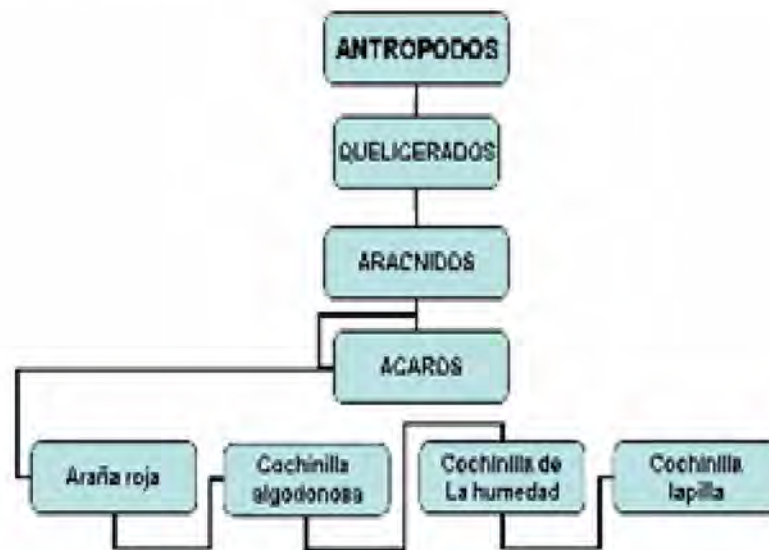 ANTROPODOS
QUELICERADOS
ARACNIDOS
ACAROS
Araña roja
Cochinilla
algodonosa
Cochinilla de
La humedad
Cochinilla
lapilla